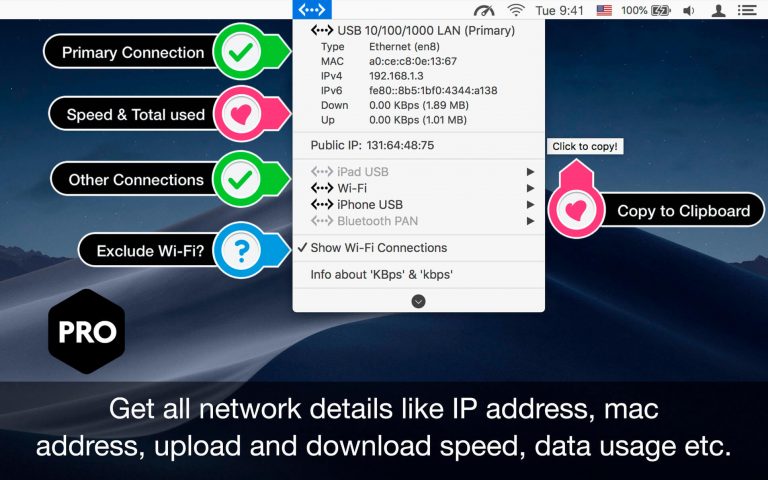 Tue 9:41
100%
Primary Connection
Speed & Total used
Other Connections
Exclude Wi-Fi?
USB 10/100/1000 LAN (Primary)
Type Ethernet (en8)
MAC a0:ce:c8:0e:13:67
IPv4 192.168.1.3
IPv6 fe80::8b5:1bf0:4344:a138
Down 0.00 KBps (1.89 MB)
Up 0.00 KBps (1.01 MB)
Public IP: 131:64:48:75
iPad USB
Wi-Fi
iPhone USB
Bluetooth PAN
Show Wi-Fi Connections
Info about 'KBps' & 'kbps'
Click to copy!
Copy to Clipboard
PRO
Get all network details like IP address, mac
address, upload and download speed, data usage etc.